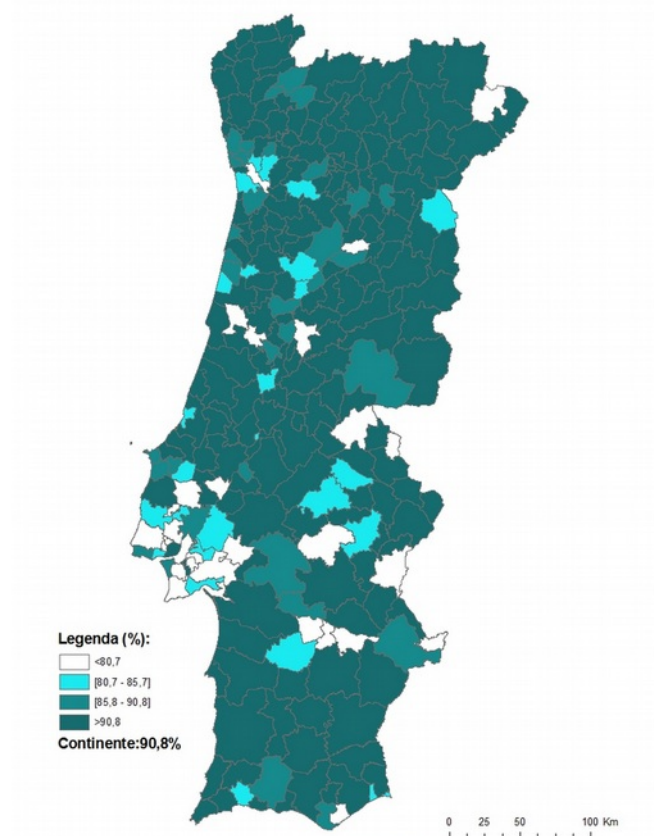 Legenda (%):
<80,7
[80,7 - 85,7]
[85,8 - 90,8]
>90,8
Continente:90,8%
0 25 50 100 Km